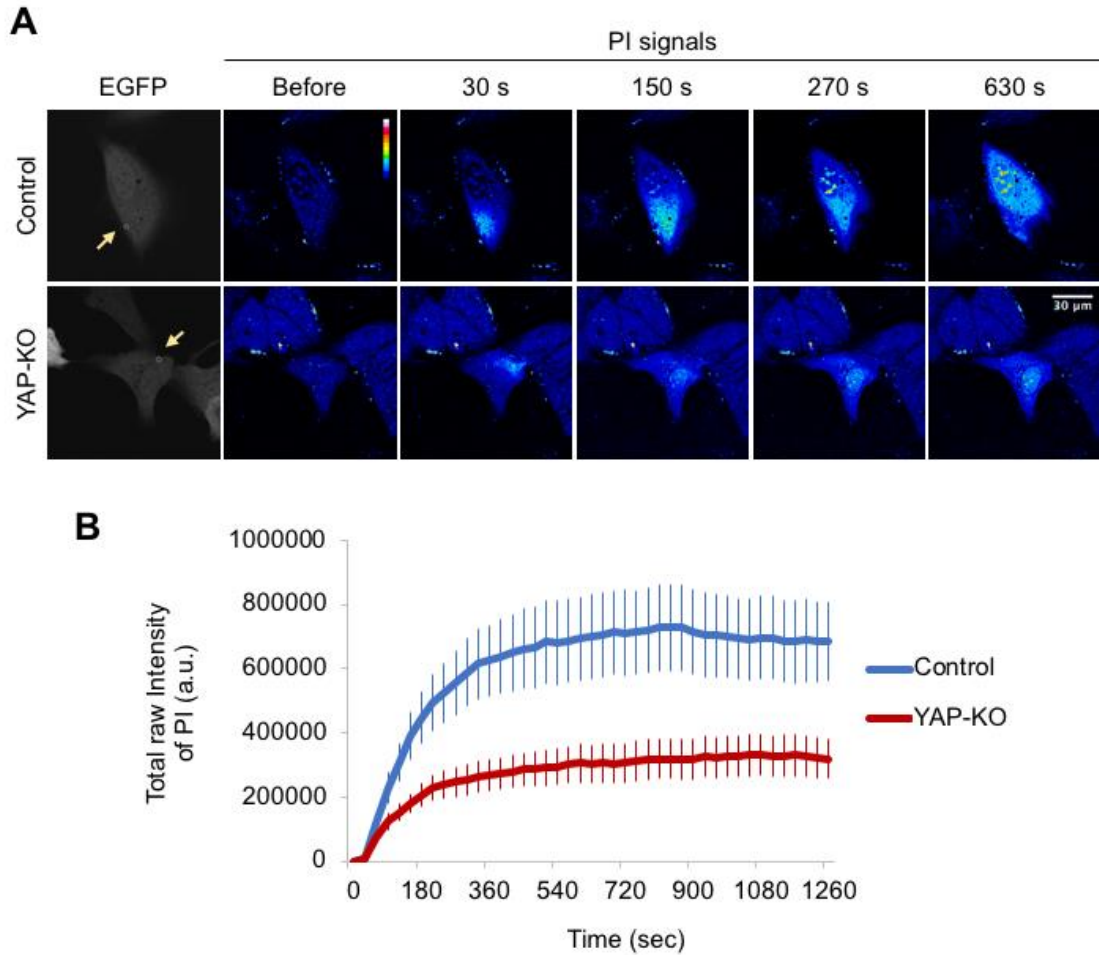 A
PI signals
EGFP Before 30 s 150 s 270 s 630 s
Control
YAP-KO
30 µm
B
Total raw Intensity
of PI (a.u.)
1000000
800000
600000
400000
200000
0
0 180 360 540 720 900 1080 1260
Time (sec)
Control
YAP-KO